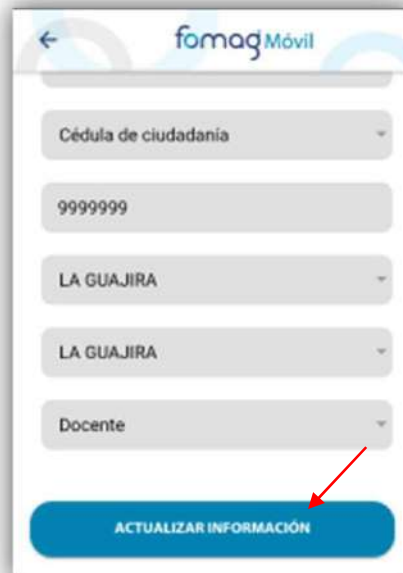 fomag Móvil
Cédula de ciudadanía
9999999
LA GUAJIRA
LA GUAJIRA
Docente
ACTUALIZAR INFORMACIÓN